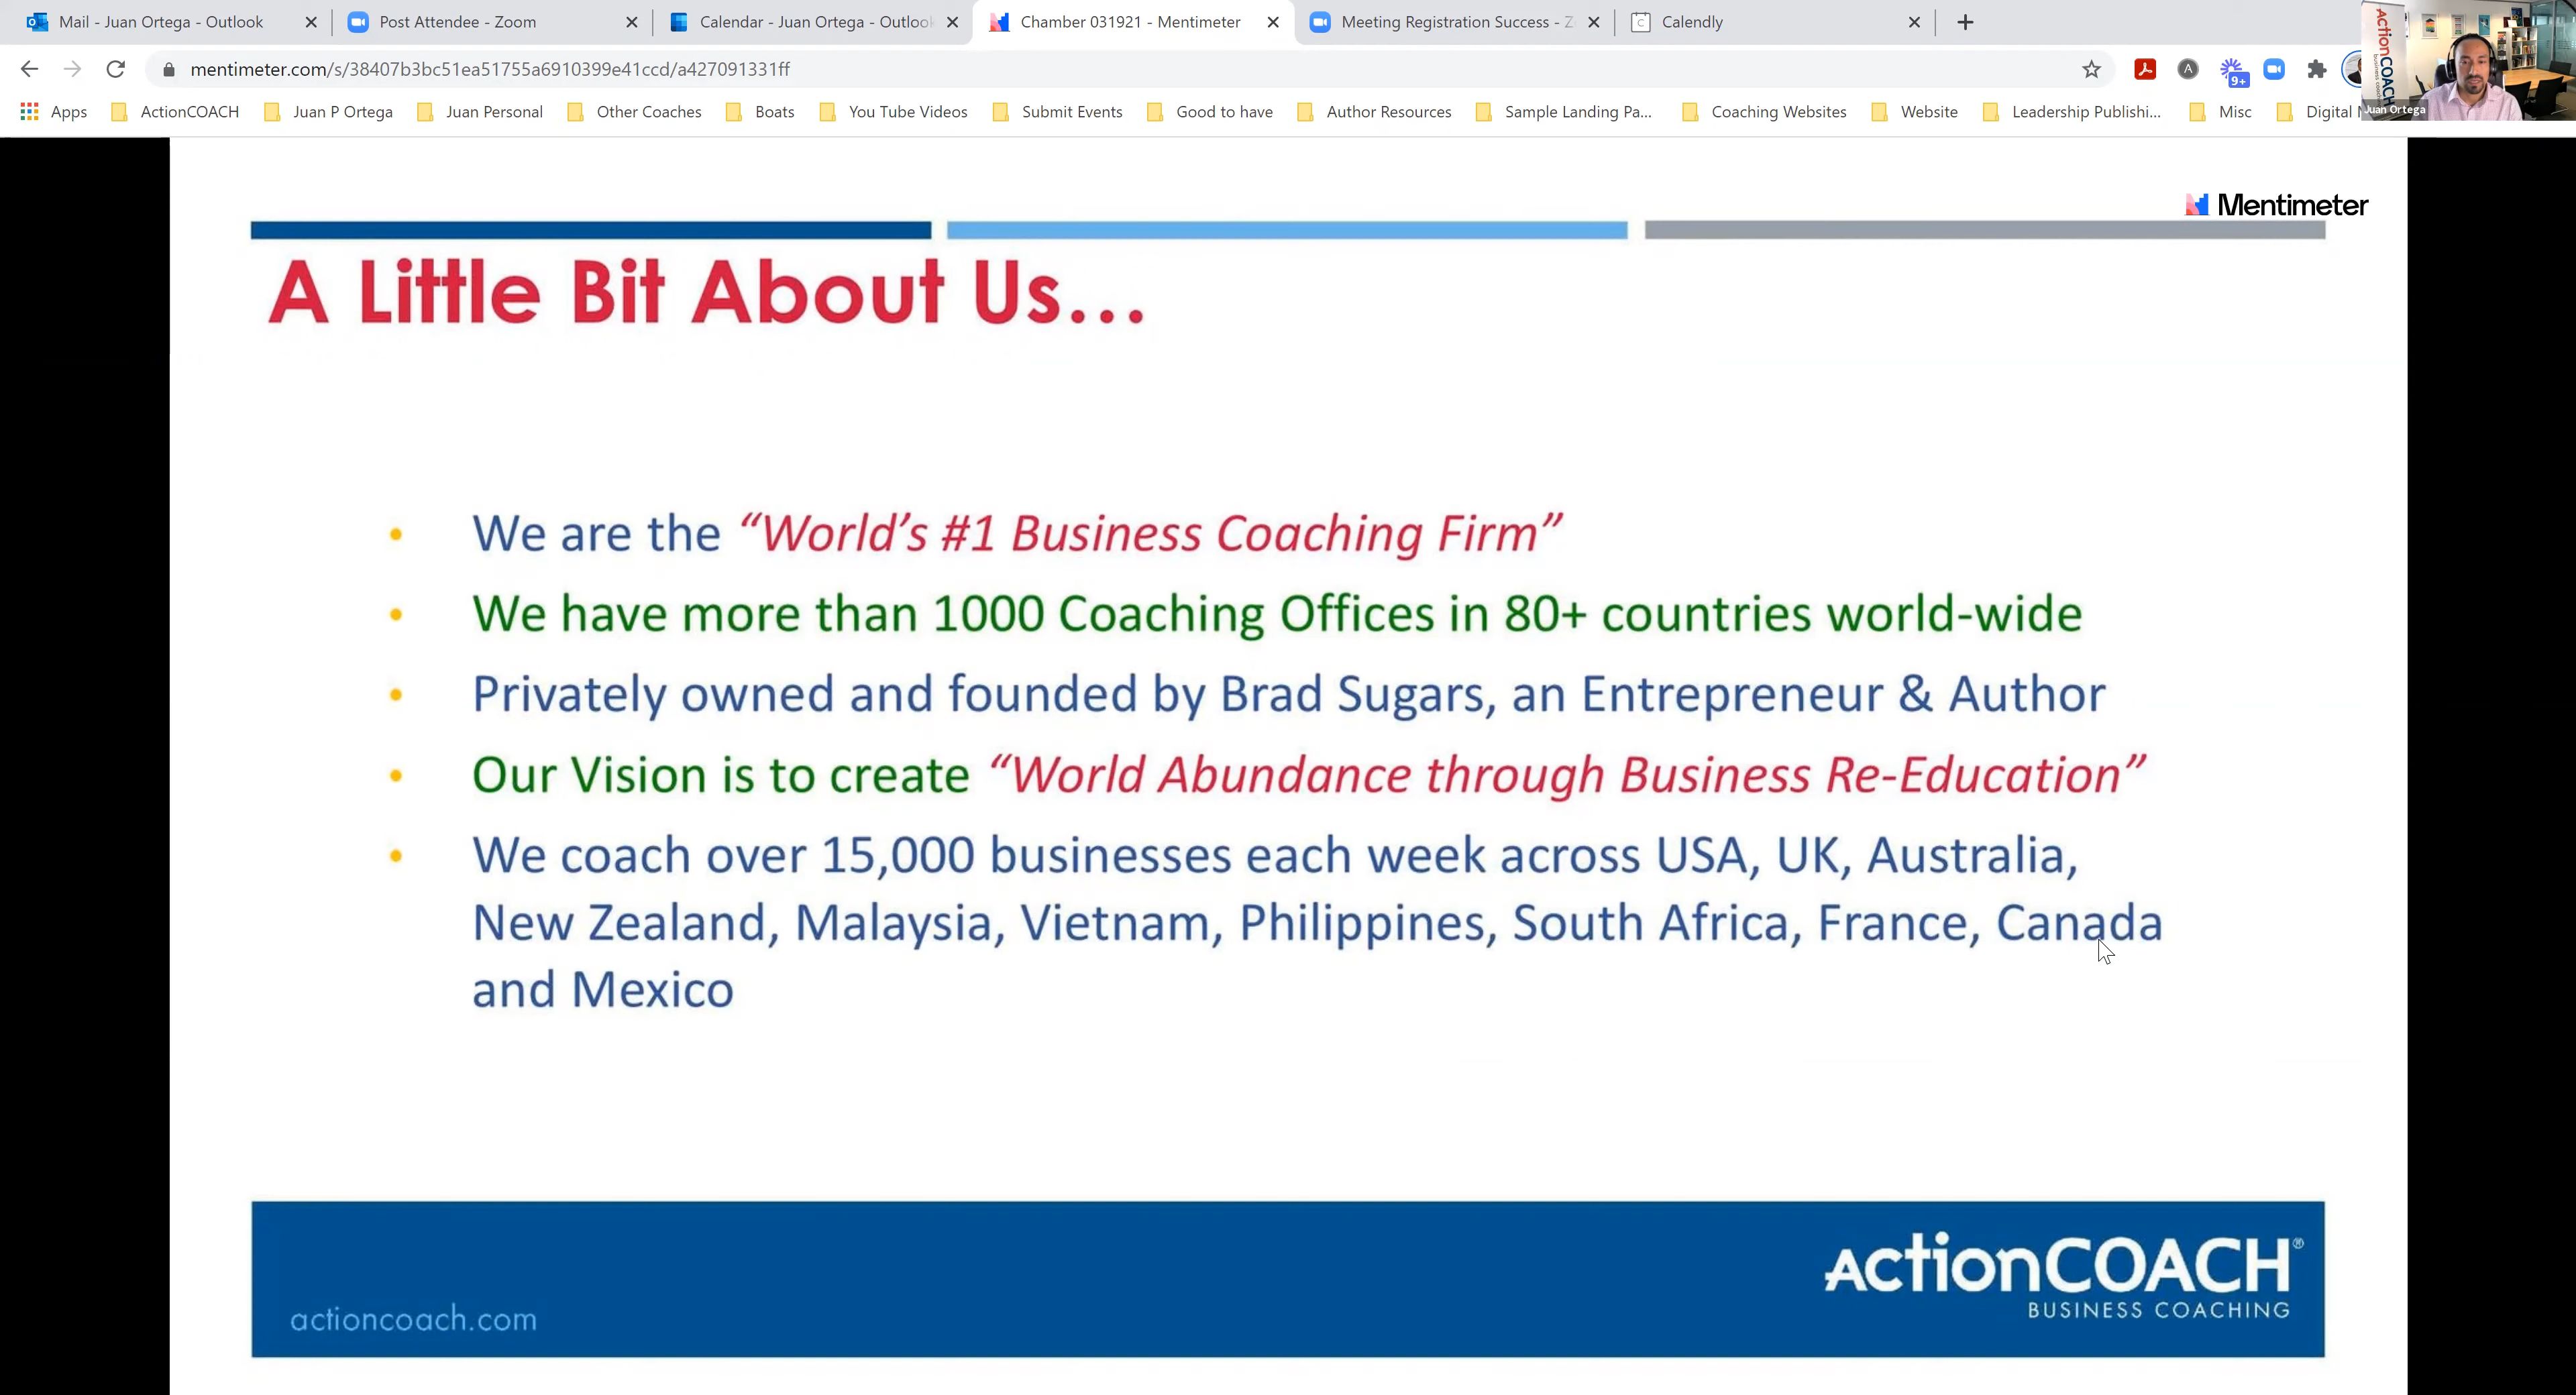 Mail - Juan Ortega - Outlook
Post Attendee - Zoom
Calendar - Juan Ortega - Outlook
Chamber 031921 - Mentimeter
Meeting Registration Success - Z
Calendly
mentimeter.com/s/38407b3bc51ea51755a6910399e41ccd/a427091331ff
9+
Apps
ActionCOACH
Juan P Ortega
Juan Personal
Other Coaches
Boats
You Tube Videos
Submit Events
Good to have
Author Resources
Sample Landing Pa...
Coaching Websites
Website
Leadership Publishi...
Misc
Digital
ActionCOACH
Juan Ortega
Mentimeter
A Little Bit About Us...
• We are the “World’s #1 Business Coaching Firm”
• We have more than 1000 Coaching Offices in 80+ countries world-wide
• Privately owned and founded by Brad Sugars, an Entrepreneur & Author
• Our Vision is to create “World Abundance through Business Re-Education”
• We coach over 15,000 businesses each week across USA, UK, Australia,
New Zealand, Malaysia, Vietnam, Philippines, South Africa, France, Canada
and Mexico
actioncoach.com
ActionCOACH®
BUSINESS COACHING